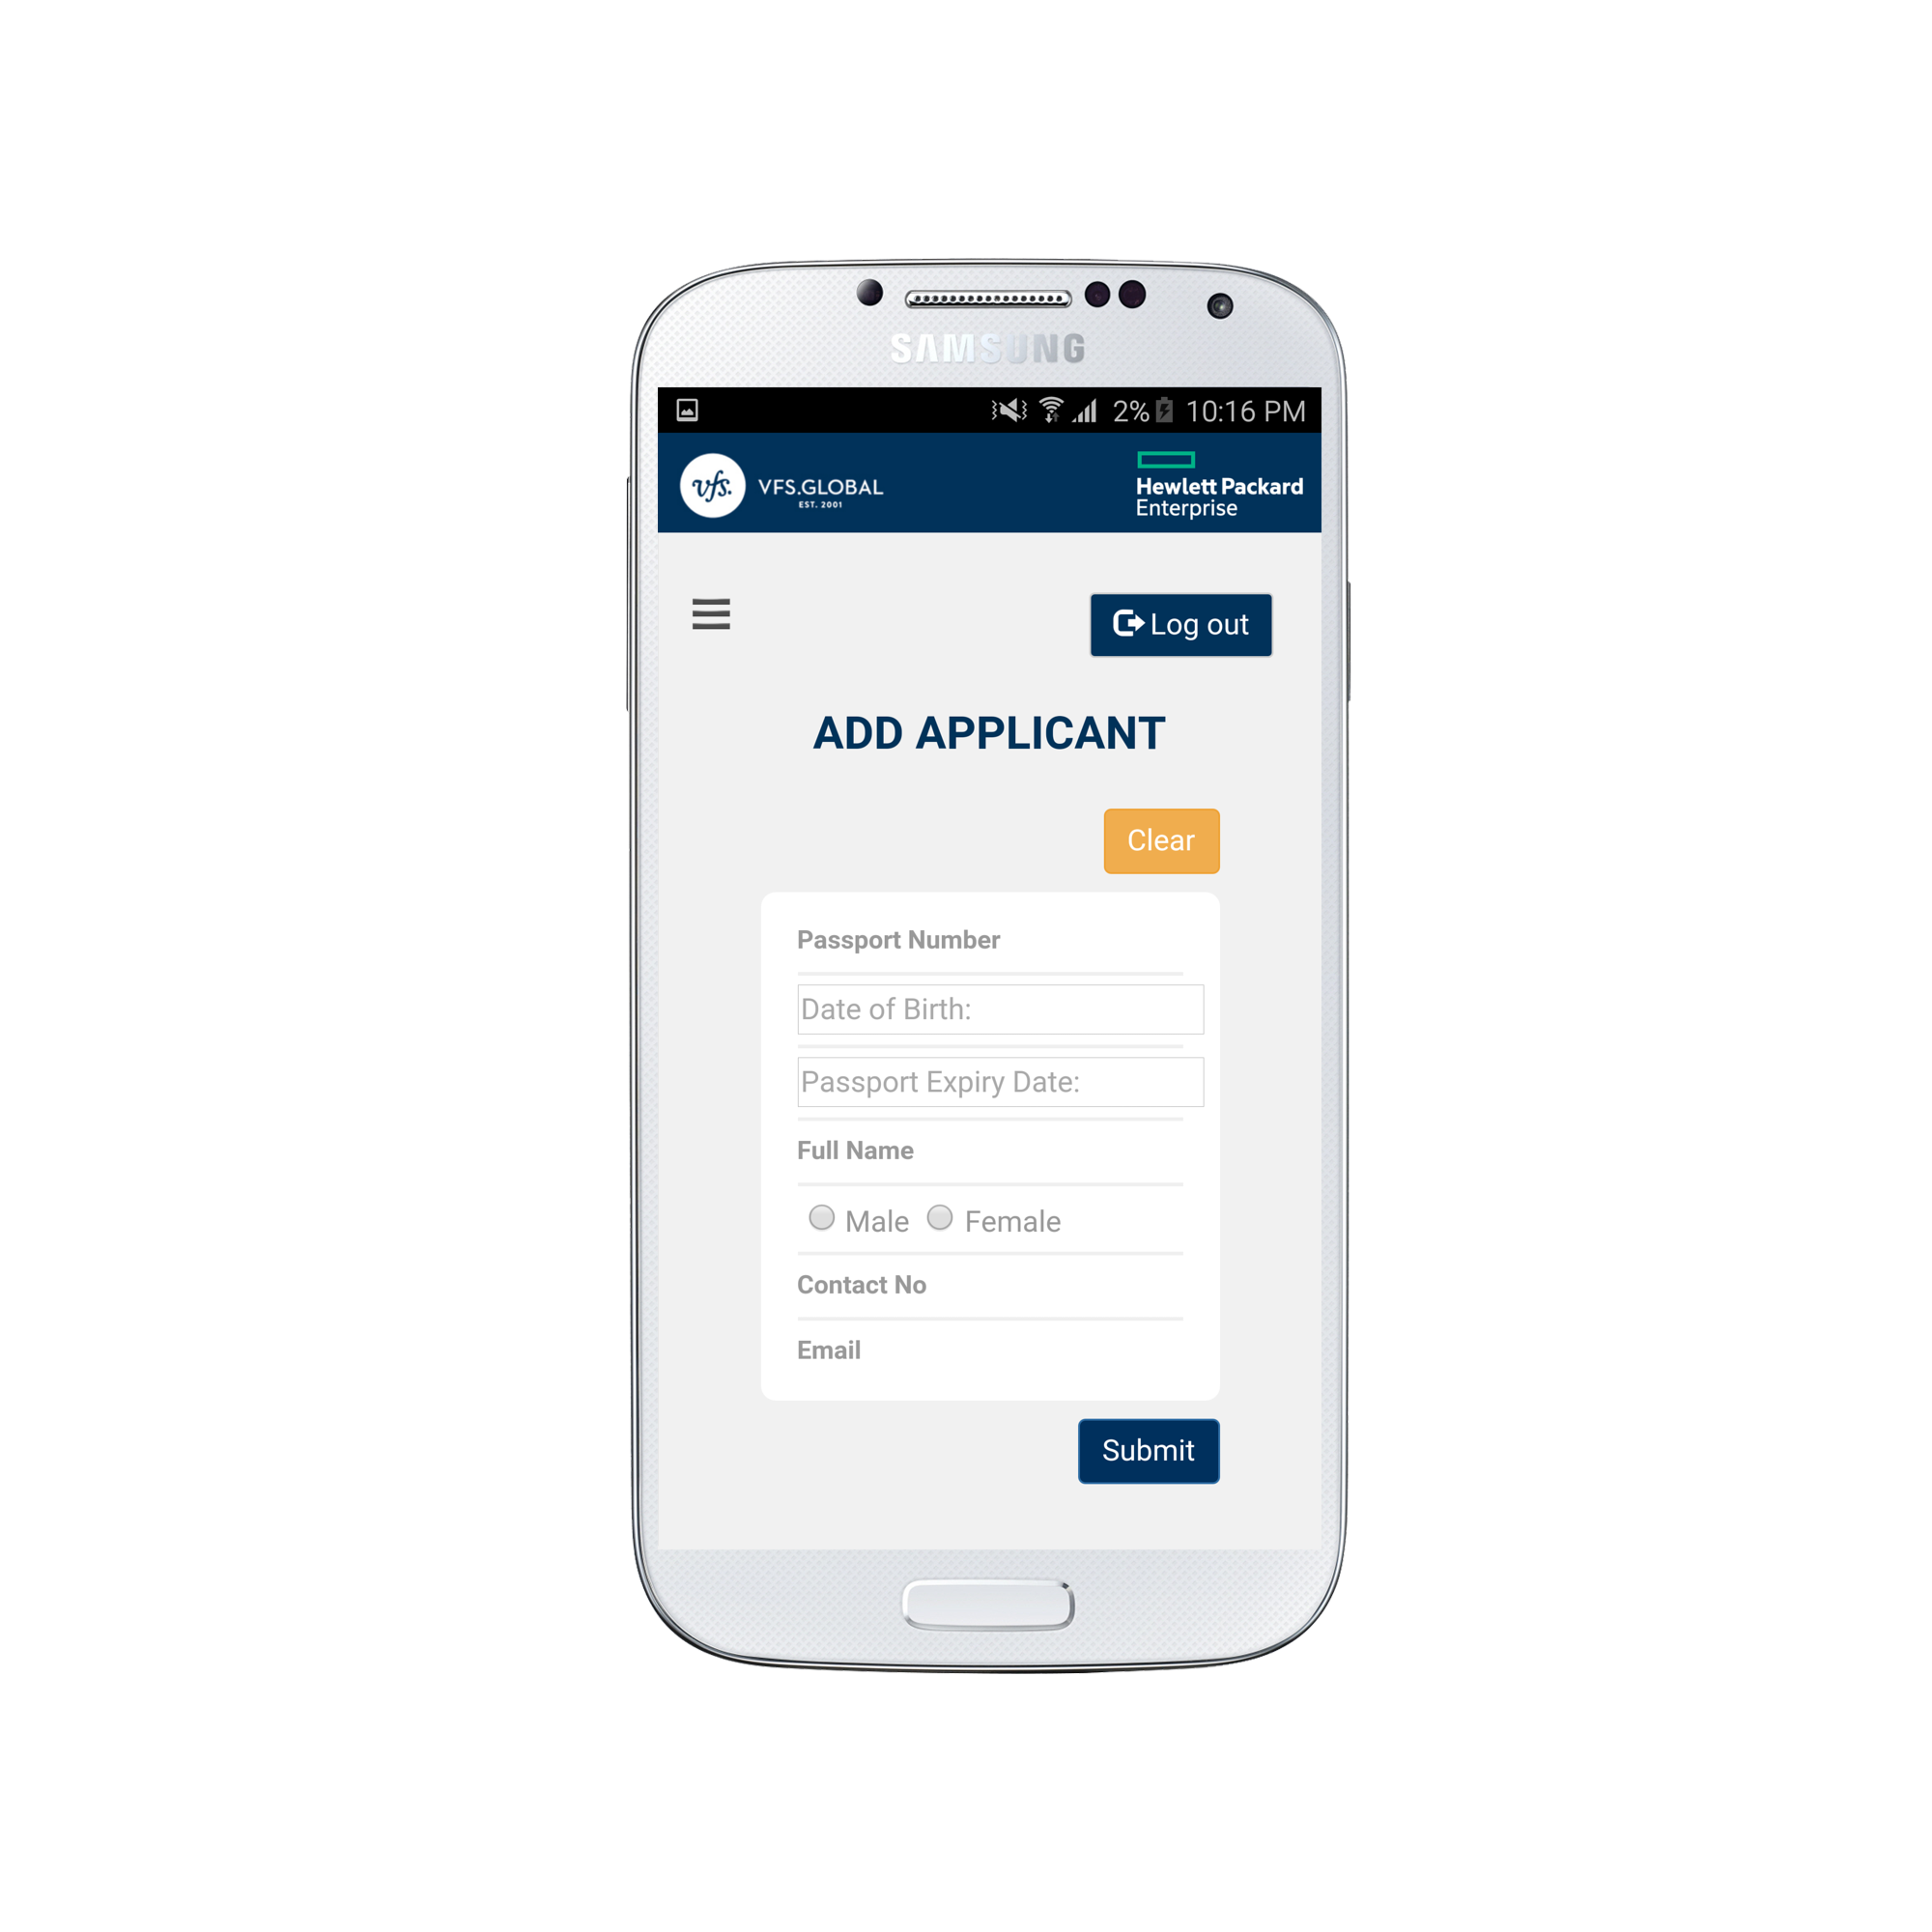 SAMSUNG
2% 10:16 PM
vfs. VFS.GLOBAL
EST. 2001
Hewlett Packard
Enterprise
Log out
ADD APPLICANT
Clear
Passport Number
Date of Birth:
Passport Expiry Date:
Full Name
Male Female
Contact No
Email
Submit